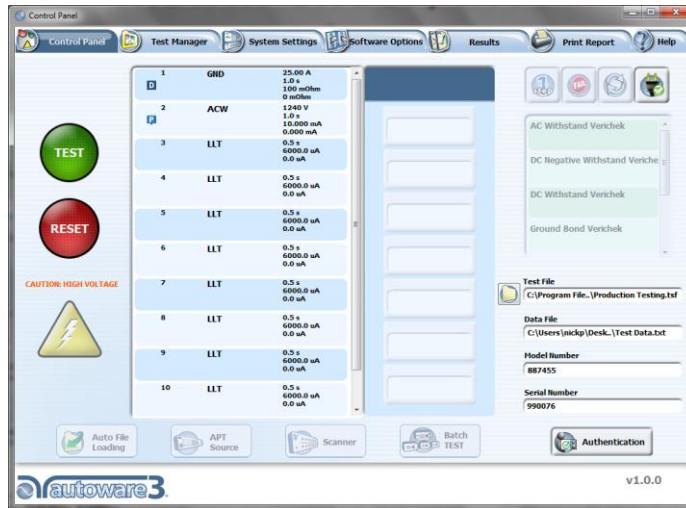 Control Panel
Control Panel
Test Manager
System Settings
Software Options
Results
Print Report
Help
TEST
RESET
CAUTION: HIGH VOLTAGE
1 GND 25.00 A
1.0 s
100 mOhm
0 mOhm
D
2 ACW 1240 V
1.0 s
10.000 mA
0.000 mA
P
3 LLT 0.5 s
6000.0 uA
0.0 uA
4 LLT 0.5 s
6000.0 uA
0.0 uA
5 LLT 0.5 s
6000.0 uA
0.0 uA
6 LLT 0.5 s
6000.0 uA
0.0 uA
7 LLT 0.5 s
6000.0 uA
0.0 uA
8 LLT 0.5 s
6000.0 uA
0.0 uA
9 LLT 0.5 s
6000.0 uA
0.0 uA
10 LLT 0.5 s
6000.0 uA
0.0 uA
AC Withstand Verichek
DC Negative Withstand Veriche
DC Withstand Verichek
Ground Bond Verichek
Test File
C:\Program File..\Production Testing.tsf
Data File
C:\Users\nickp\Desk..\Test Data.txt
Model Number
887455
Serial Number
990076
Auto File
Loading
APT
Source
Scanner
Batch
TEST
Authentication
autoware3.
v1.0.0